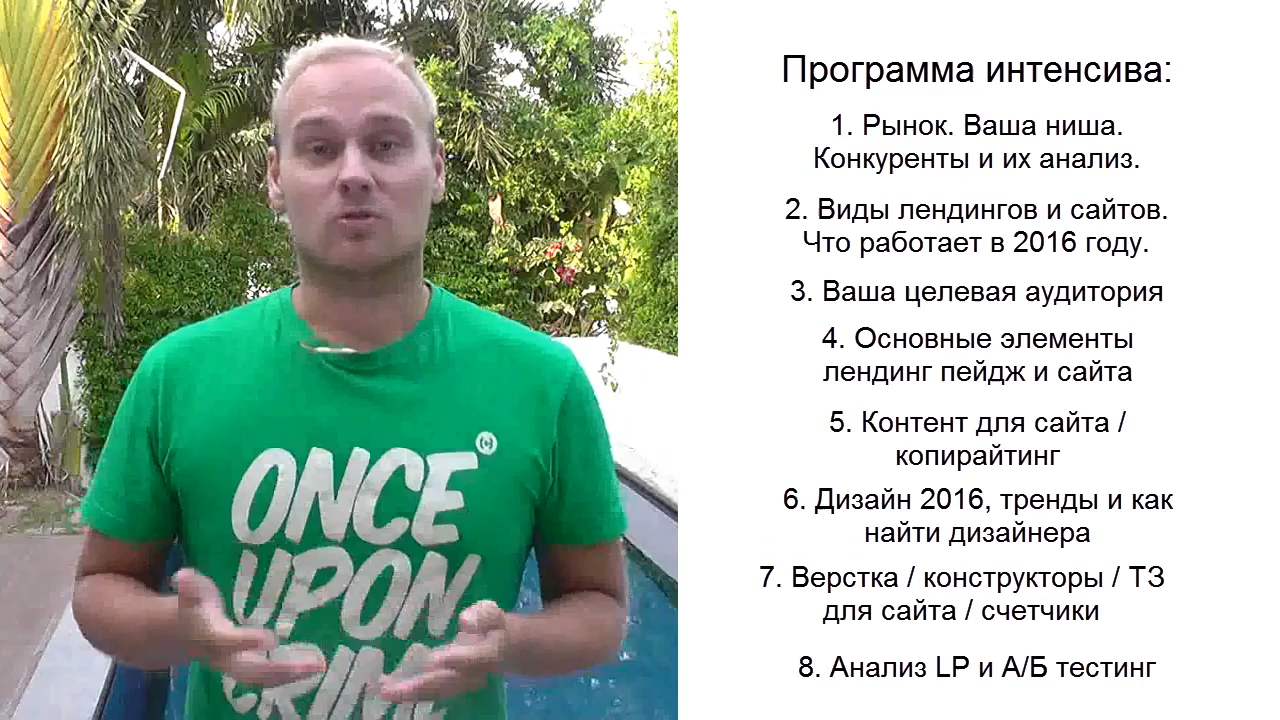 Программа интенсива:
1. Рынок. Ваша ниша.
Конкуренты и их анализ.
2. Виды лендингов и сайтов.
Что работает в 2016 году.
3. Ваша целевая аудитория
4. Основные элементы
лендинг пейдж и сайта
5. Контент для сайта /
копирайтинг
6. Дизайн 2016, тренды и как
найти дизайнера
7. Верстка / конструкторы / ТЗ
для сайта / счетчики
8. Анализ LP и А/Б тестинг
ONCE
UPON
CRIME